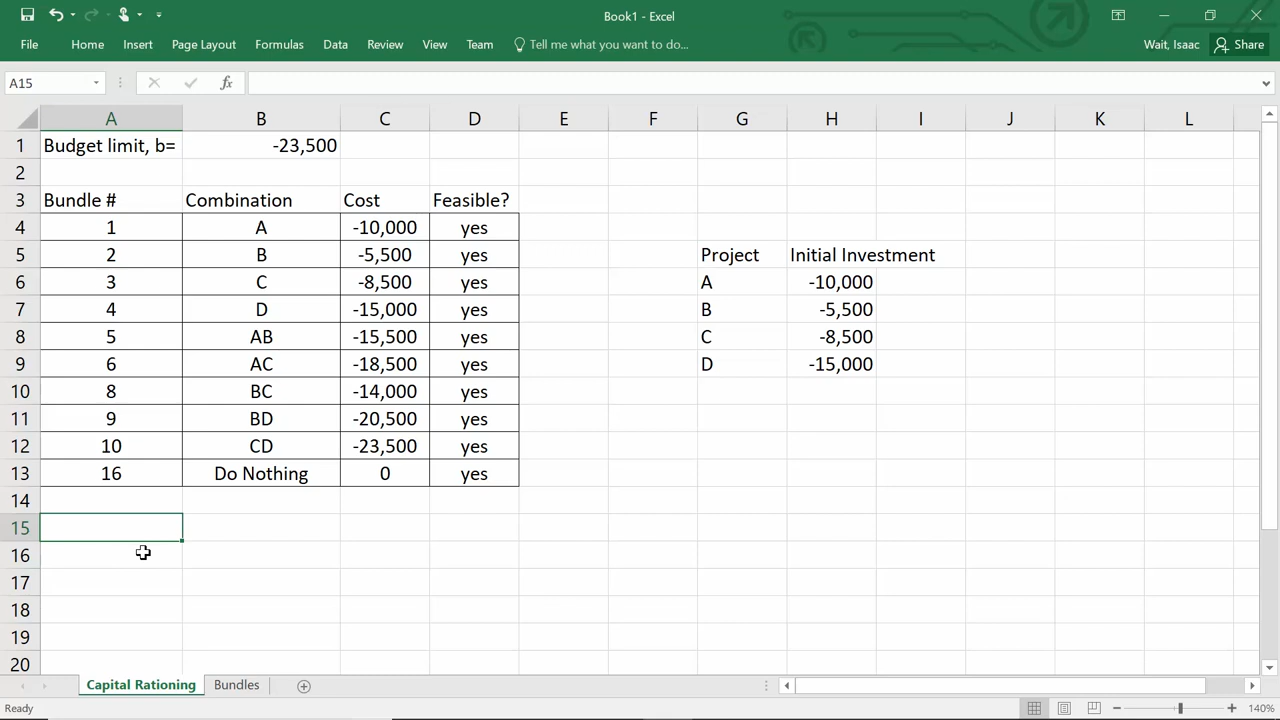 Book1 - Excel
File Home Insert Page Layout Formulas Data Review View Team Tell me what you want to do... Wait, Isaac Share
A15 fx
A B C D E F G H I J K L
1 Budget limit, b= -23,500
2
3 Bundle # Combination Cost Feasible?
4 1 A -10,000 yes
5 2 B -5,500 yes Project Initial Investment
6 3 C -8,500 yes A -10,000
7 4 D -15,000 yes B -5,500
8 5 AB -15,500 yes C -8,500
9 6 AC -18,500 yes D -15,000
10 8 BC -14,000 yes
11 9 BD -20,500 yes
12 10 CD -23,500 yes
13 16 Do Nothing 0 yes
14
15
16
17
18
19
20
Capital Rationing Bundles
Ready 140%